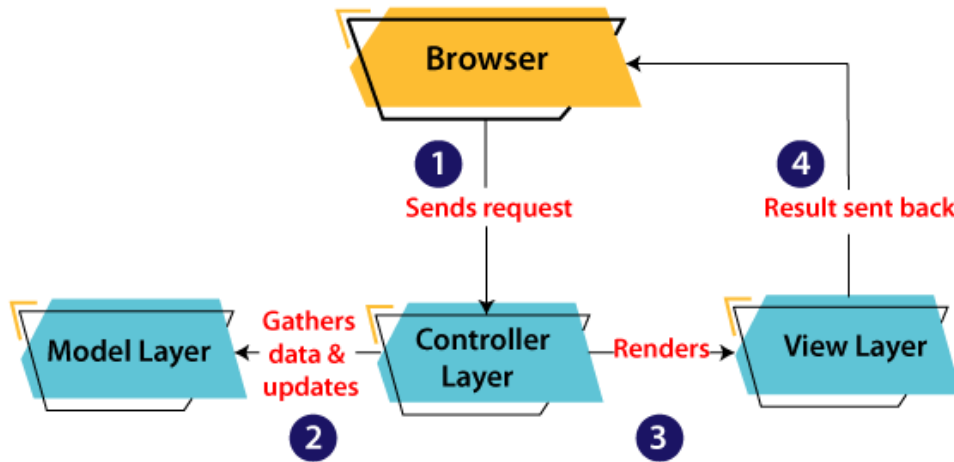 Browser
1
4
Sends request
Result sent back
Model Layer
Gathers
data &
updates
Controller
Layer
Renders
View Layer
2
3